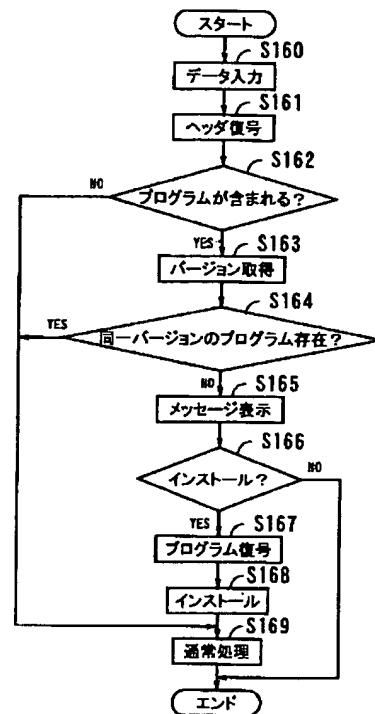 スタート
S160
データ入力
S161
ヘッダ復号
S162
プログラムが含まれる?
NO
YES
S163
バージョン取得
S164
同一バージョンのプログラム存在?
YES
NO
S165
メッセージ表示
S166
インストール?
NO
YES
S167
プログラム復号
S168
インストール
S169
通常処理
エンド